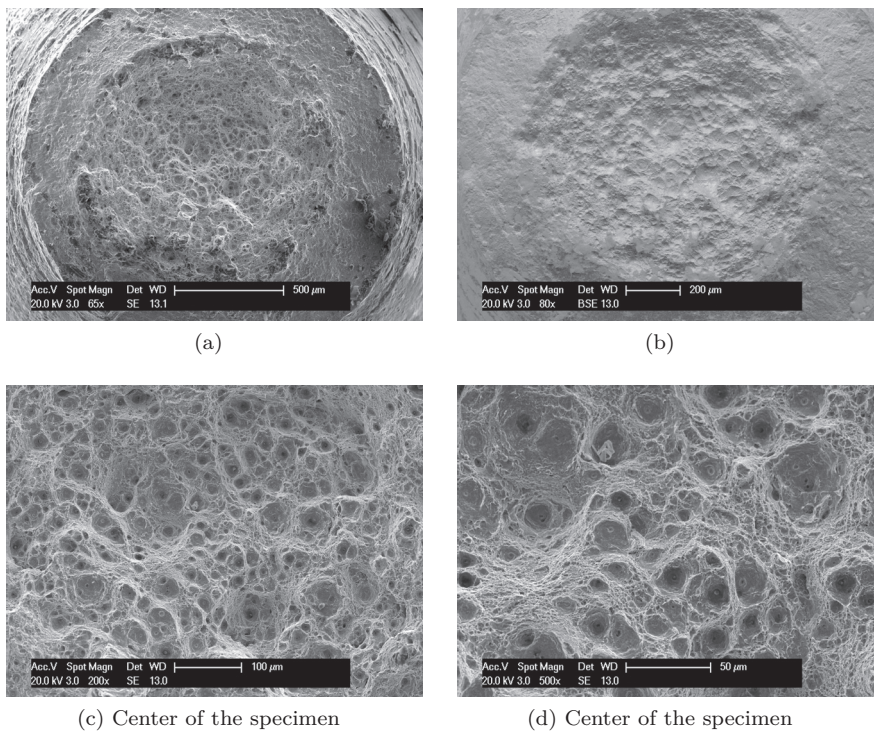 Acc.V Spot Magn Det WD 500 µm
20.0 kV 3.0 65x SE 13.1
Acc.V Spot Magn Det WD 200 µm
20.0 kV 3.0 80x BSE 13.0
(a)
(b)
Acc.V Spot Magn Det WD 100 µm
20.0 kV 3.0 200x SE 13.0
Acc.V Spot Magn Det WD 50 µm
20.0 kV 3.0 500x SE 13.0
(c) Center of the specimen
(d) Center of the specimen